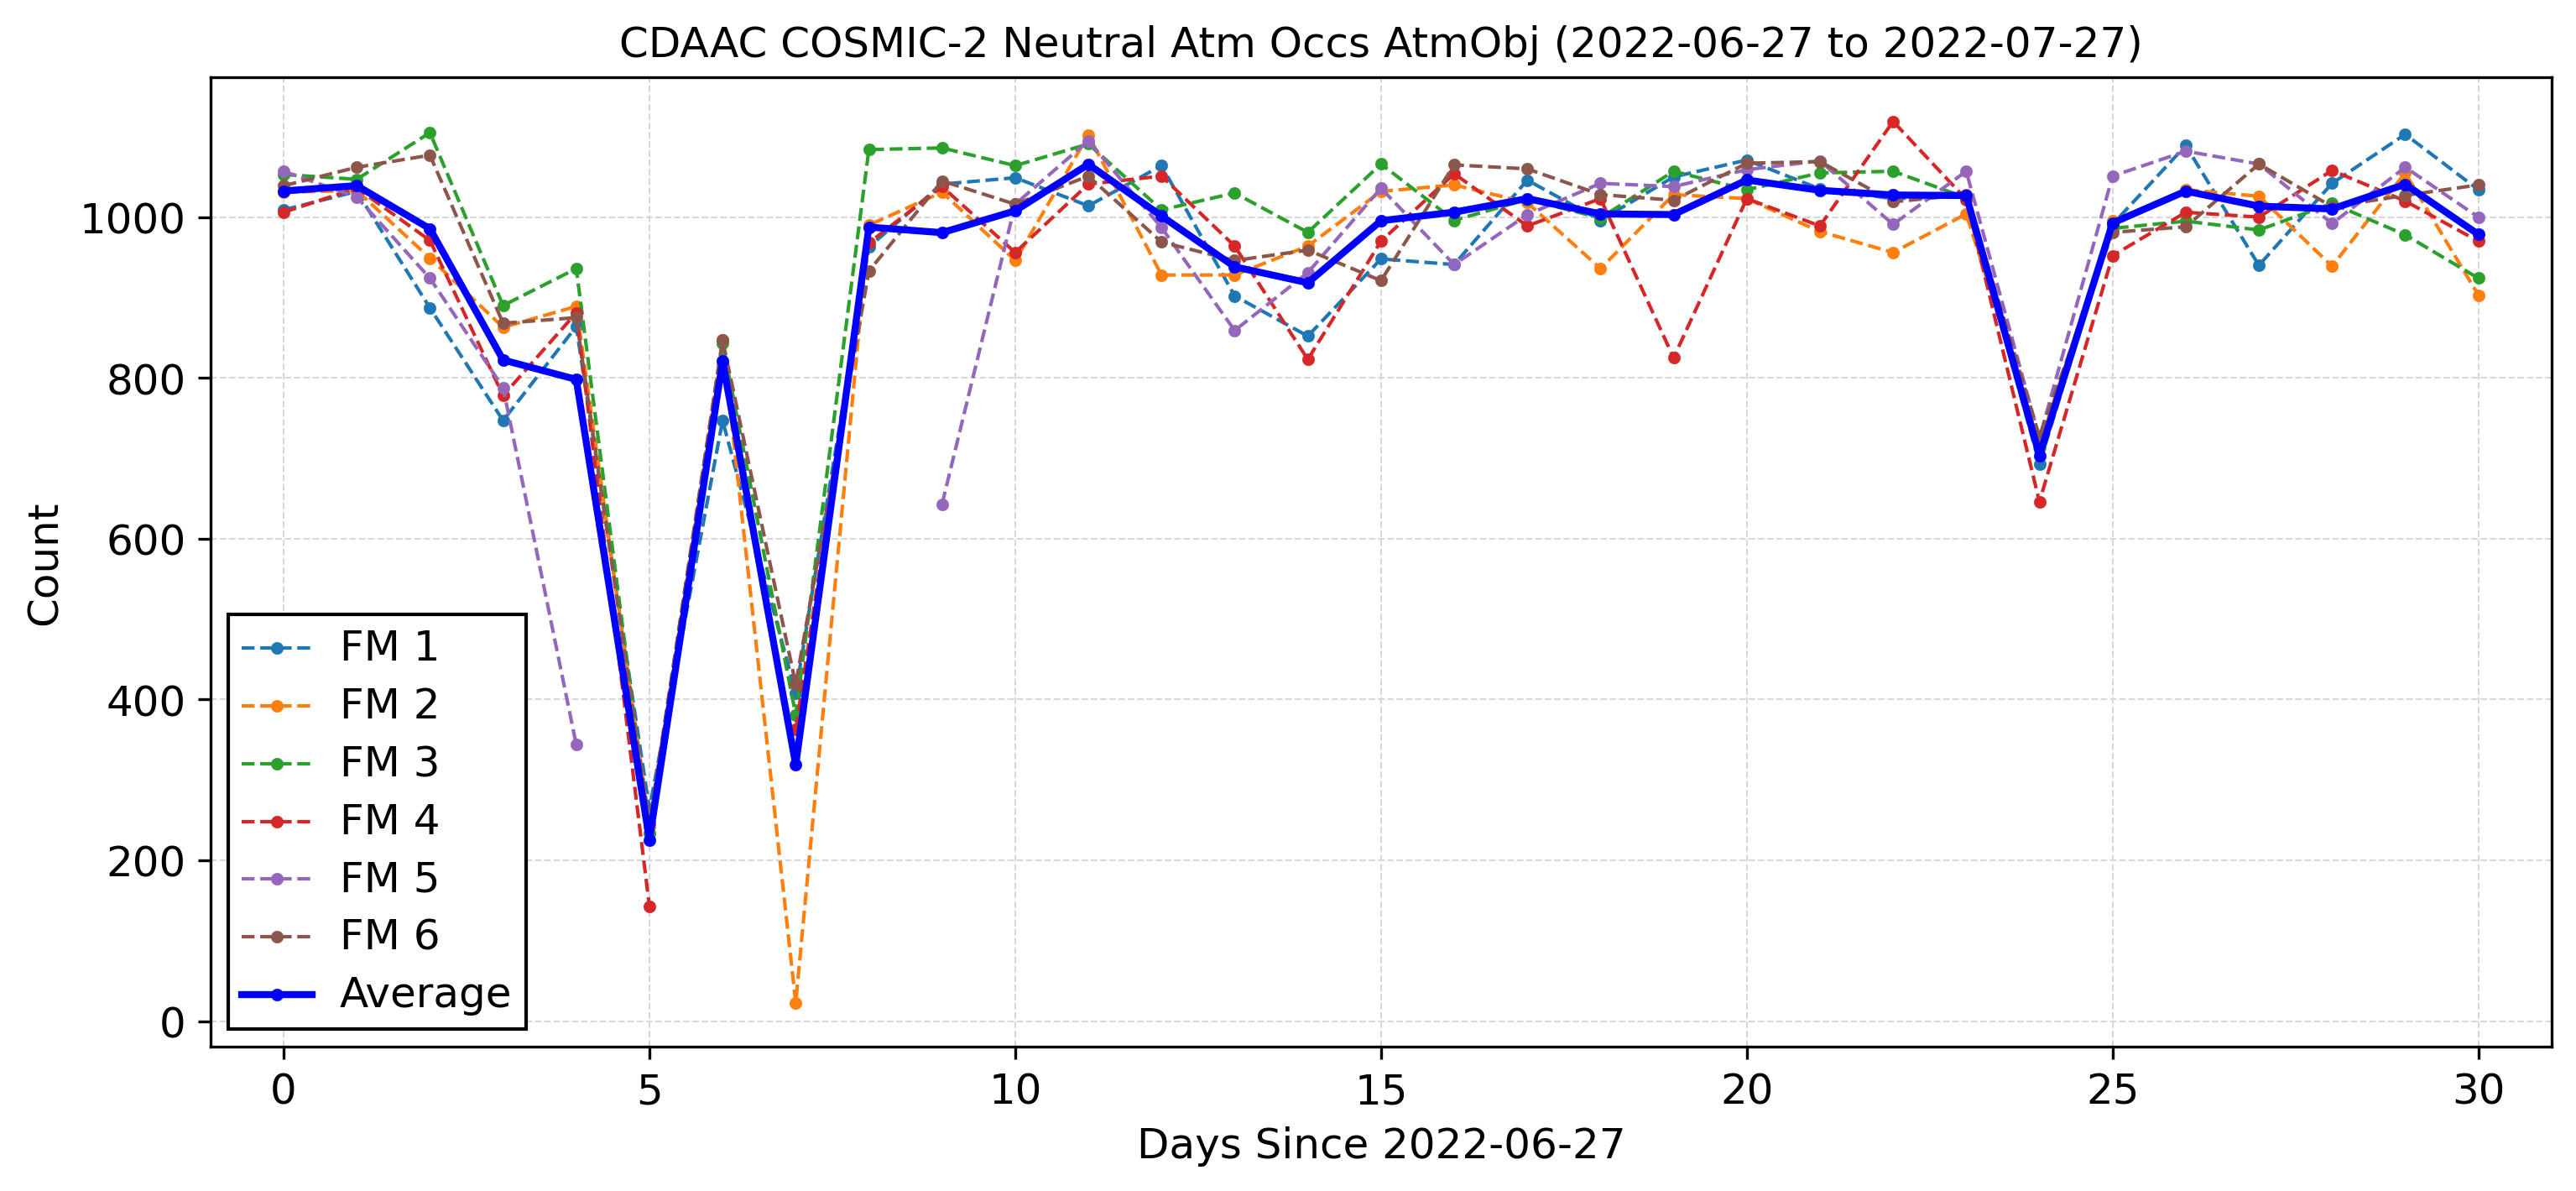 CDAAC COSMIC-2 Neutral Atm Occs AtmObj (2022-06-27 to 2022-07-27)
Count
1000
800
600
400
200
0
FM 1
FM 2
FM 3
FM 4
FM 5
FM 6
Average
0 5 10 15 20 25 30
Days Since 2022-06-27